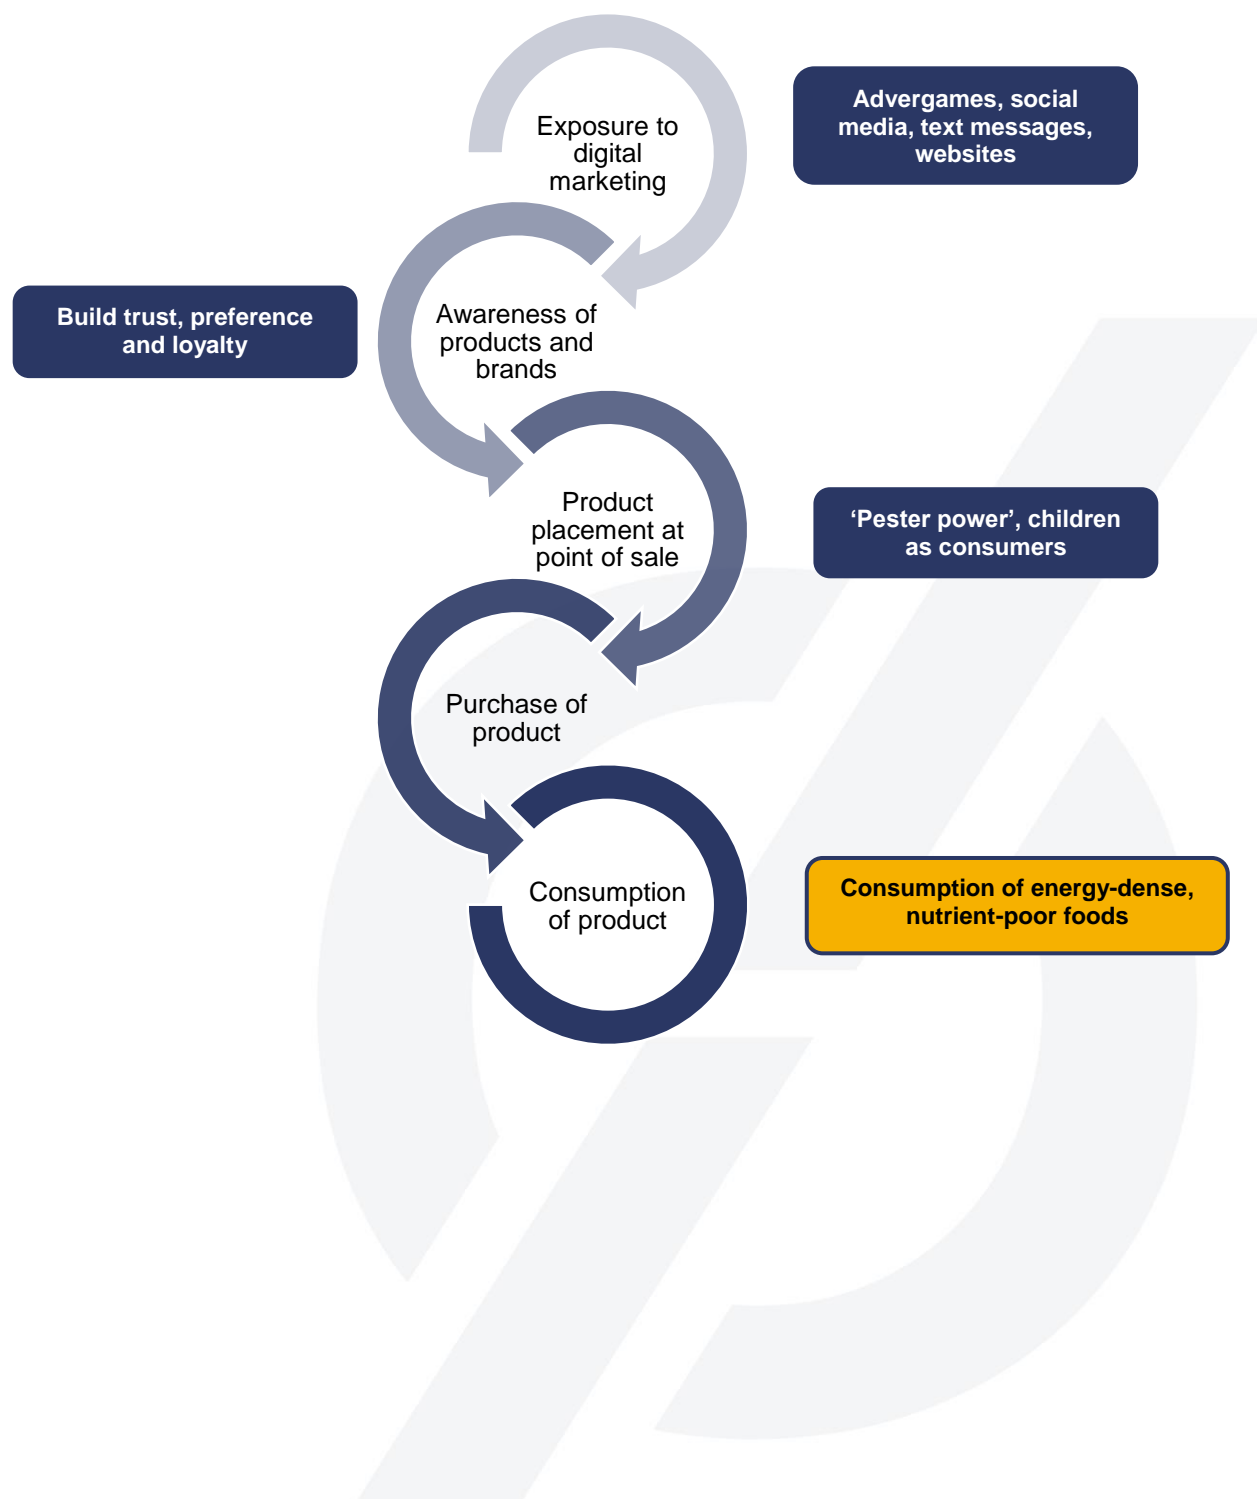 Exposure to
digital
marketing
Advergames, social
media, text messages,
websites
Awareness of
products and
brands
Build trust, preference
and loyalty
Product
placement at
point of sale
‘Pester power’, children
as consumers
Purchase of
product
Consumption
of product
Consumption of energy-dense,
nutrient-poor foods